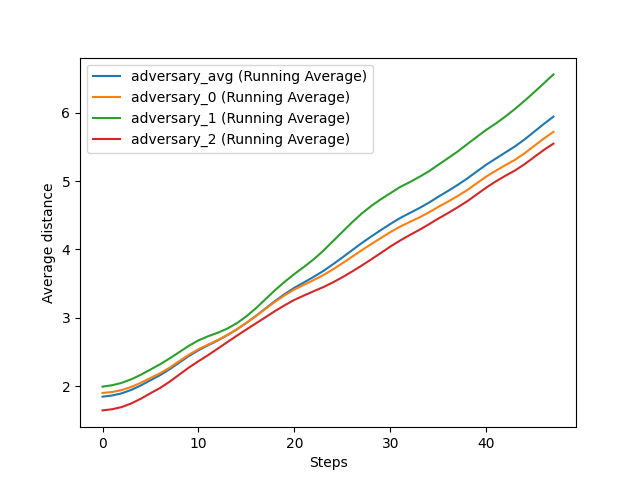 adversary_avg (Running Average)
adversary_0 (Running Average)
adversary_1 (Running Average)
adversary_2 (Running Average)
6
5
4
3
2
Average distance
0 10 20 30 40
Steps